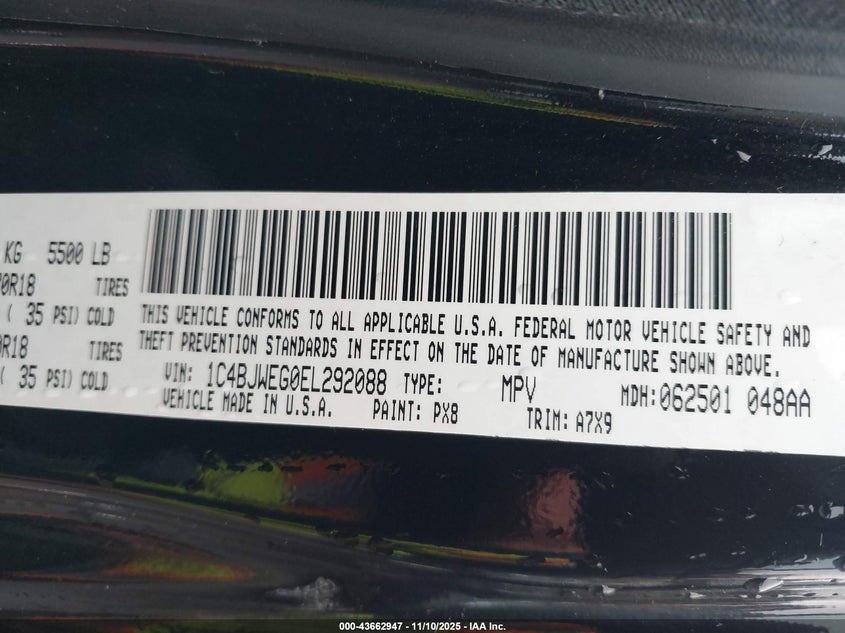 KG 5500 LB
0R18 TIRES
( 35 PSI) COLD
0R18 TIRES
( 35 PSI) COLD
THIS VEHICLE CONFORMS TO ALL APPLICABLE U.S.A. FEDERAL MOTOR VEHICLE SAFETY AND
THEFT PREVENTION STANDARDS IN EFFECT ON THE DATE OF MANUFACTURE SHOWN ABOVE.
VIN: 1C4BJWEG0EL292088 TYPE: MPV MDH:062501 048AA
VEHICLE MADE IN U.S.A. PAINT: PX8 TRIM: A7X9
000-43662947 - 11/10/2025 - IAA Inc.